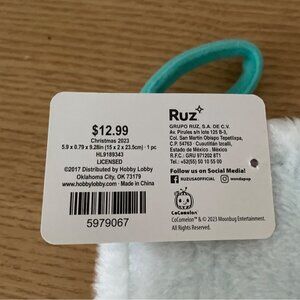 $12.99
Christmas 2023
5.9 x 0.79 x 9.28in (15 x 2 x 23.5cm) · 1 pc
HL9189343
LICENSED
©2017 Distributed by Hobby Lobby
Oklahoma City, OK 73179
www.hobbylobby.com · Made in China
5979067
Ruz
GRUPO RUZ, S.A. DE C.V.
Av. Pirules s/n lote 125 B-3,
Col. San Martín Obispo Tepetlixpa,
C.P. 54763 · Cuautitlán Izcalli,
Estado de México · México
R.F.C.: GRU 971202 8T1
Tel: (55) 50 10 55 00
Follow us on Social Media!
RUZUSAOFFICIAL wondapop
CoComelon
CoComelon™ & © 2023 Moonbug Entertainment.
All Rights Reserved.